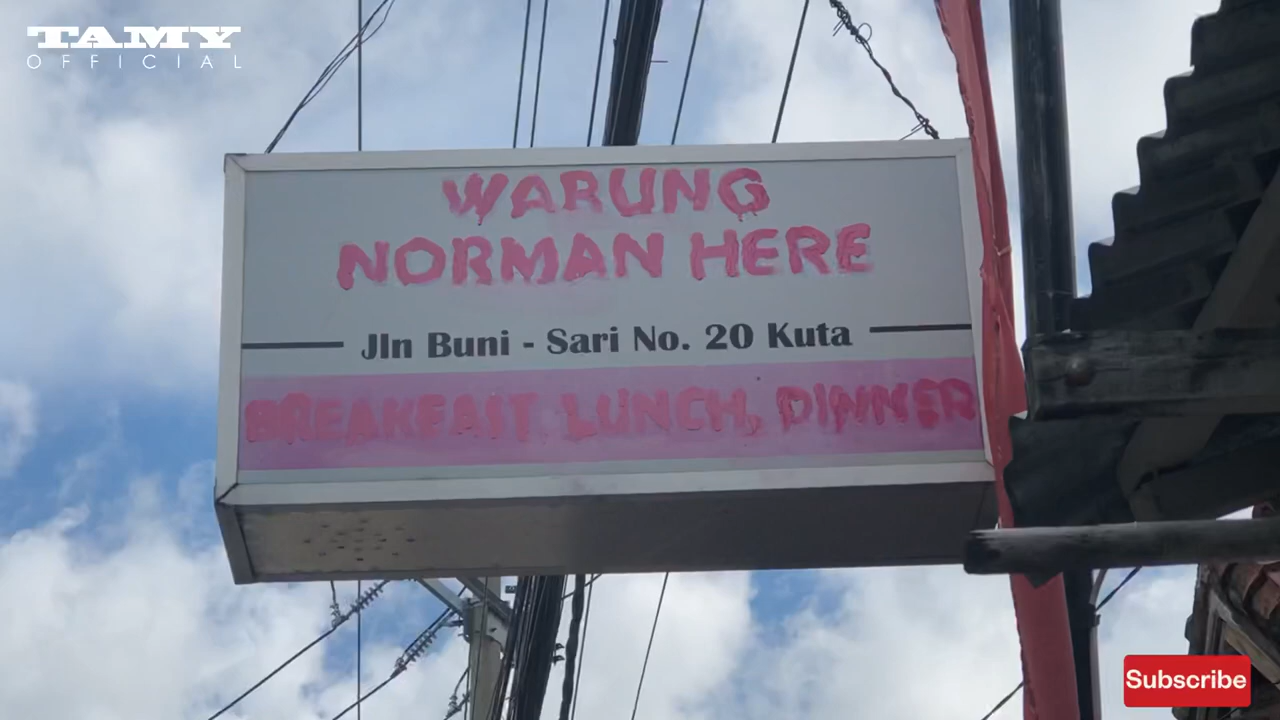 TAMY
OFFICIAL
WARUNG
NORMAN HERE
Jln Buni - Sari No. 20 Kuta
BREAKFAST LUNCH, DINNER
Subscribe